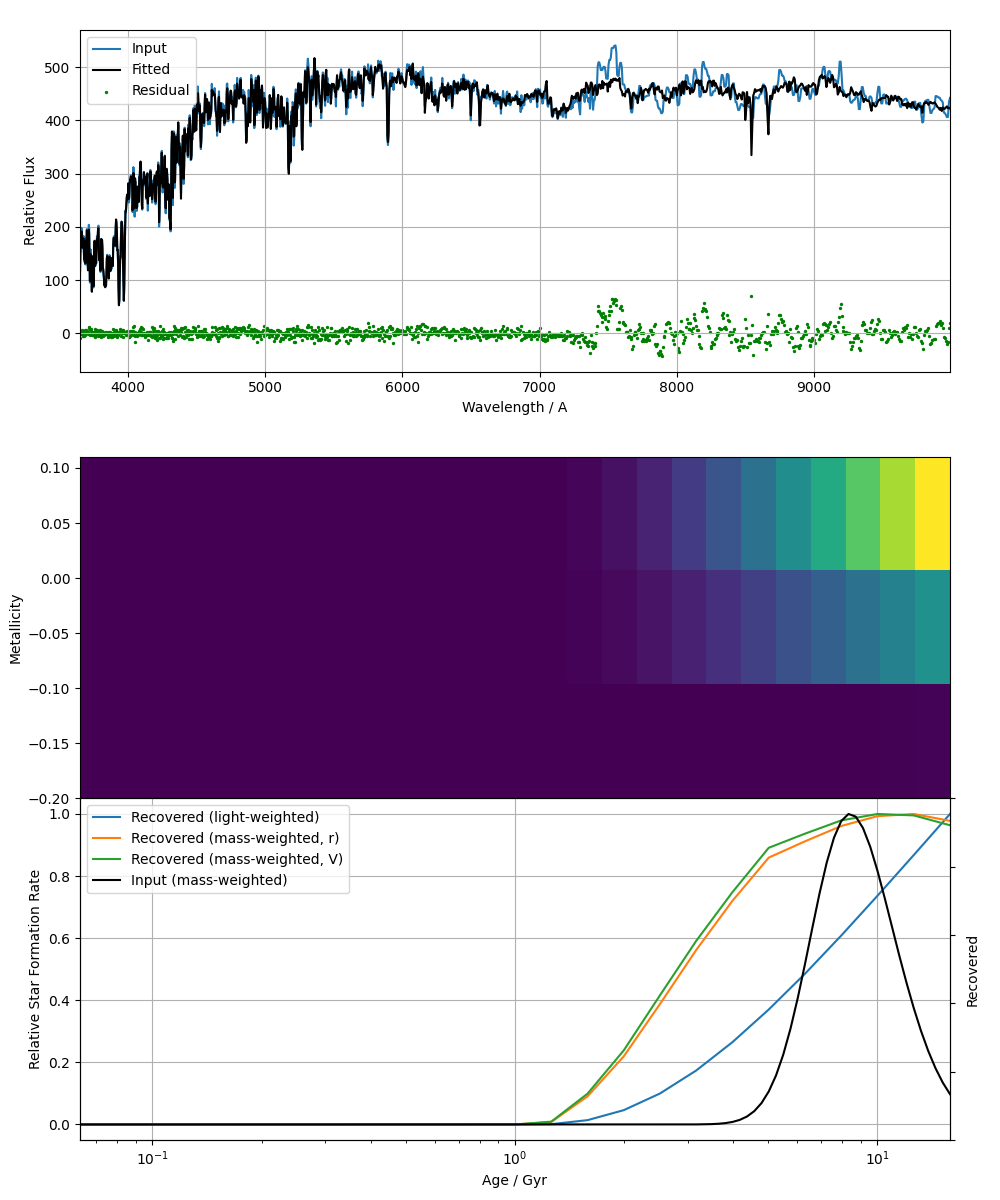 Input
Fitted
Residual
500
400
300
200
100
0
Relative Flux
4000 5000 6000 7000 8000 9000
Wavelength / A
0.10
0.05
0.00
−0.05
−0.10
−0.15
−0.20
Metallicity
Recovered (light-weighted)
Recovered (mass-weighted, r)
Recovered (mass-weighted, V)
Input (mass-weighted)
1.0
0.8
0.6
0.4
0.2
0.0
Relative Star Formation Rate
Recovered
10⁻¹ 10⁰ 10¹
Age / Gyr